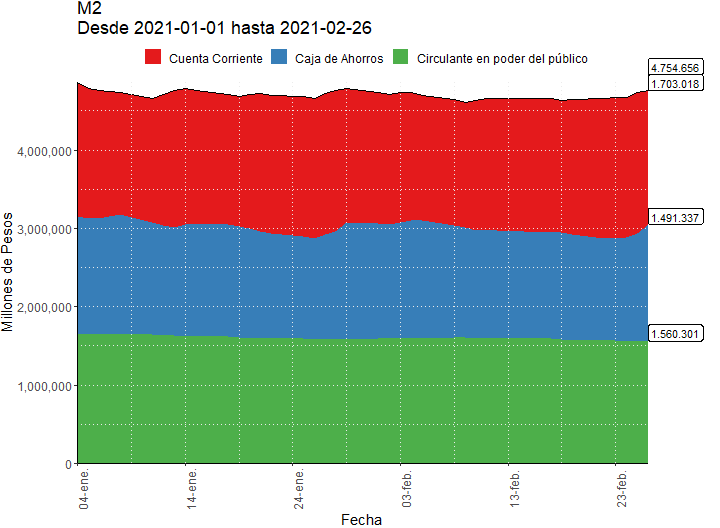 M2
Desde 2021-01-01 hasta 2021-02-26
Cuenta Corriente Caja de Ahorros Circulante en poder del público
4.754.656
1.703.018
4,000,000
1.491.337
3,000,000
2,000,000
1.560.301
1,000,000
0
Millones de Pesos
04-ene. 14-ene. 24-ene. 03-feb. 13-feb. 23-feb.
Fecha